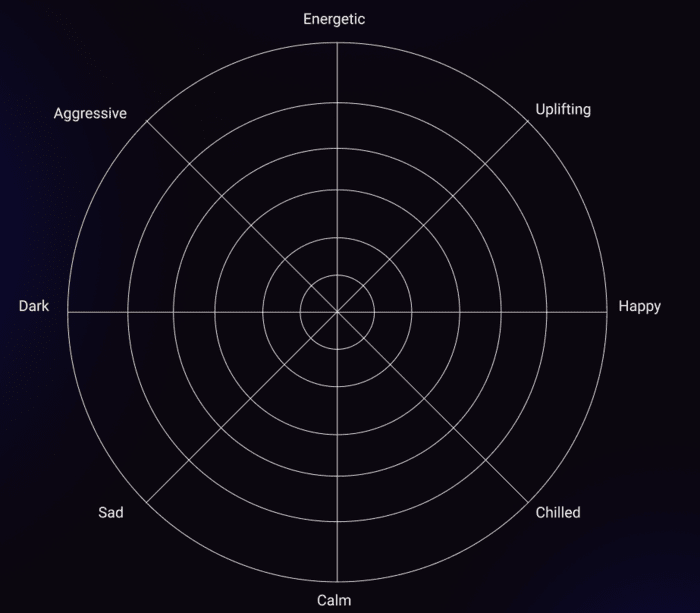 Energetic
Aggressive
Uplifting
Dark
Happy
Sad
Chilled
Calm